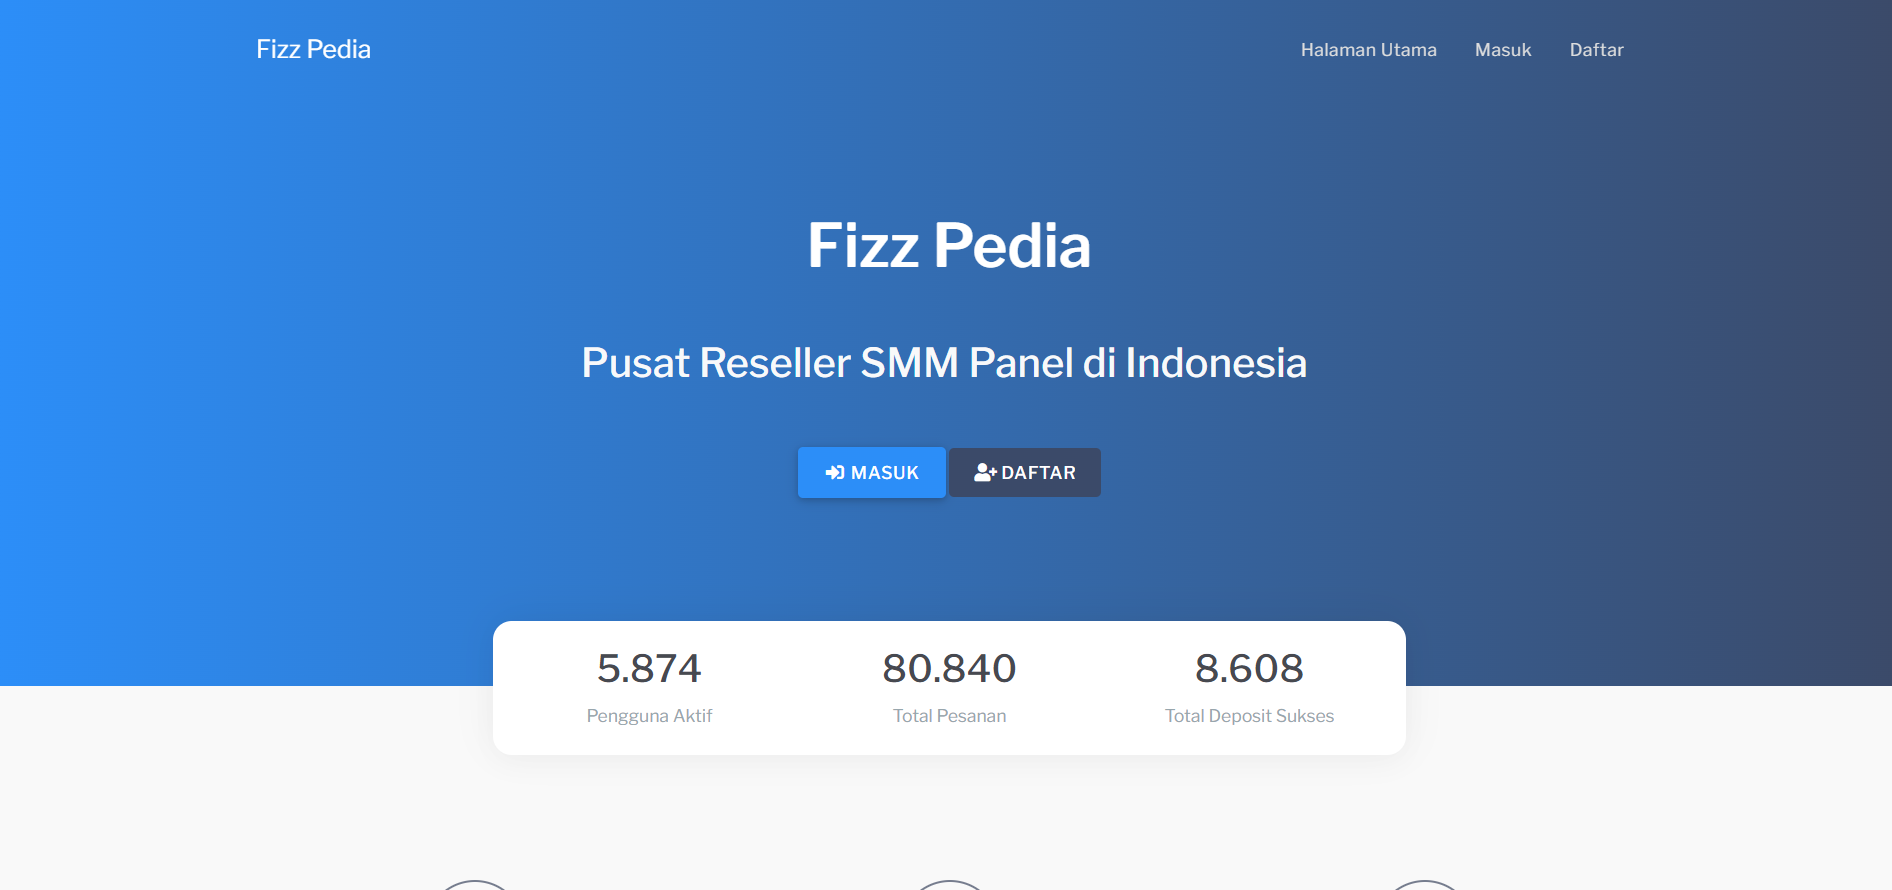 Fizz Pedia
Halaman Utama Masuk Daftar
Fizz Pedia
Pusat Reseller SMM Panel di Indonesia
MASUK DAFTAR
5.874 80.840 8.608
Pengguna Aktif Total Pesanan Total Deposit Sukses